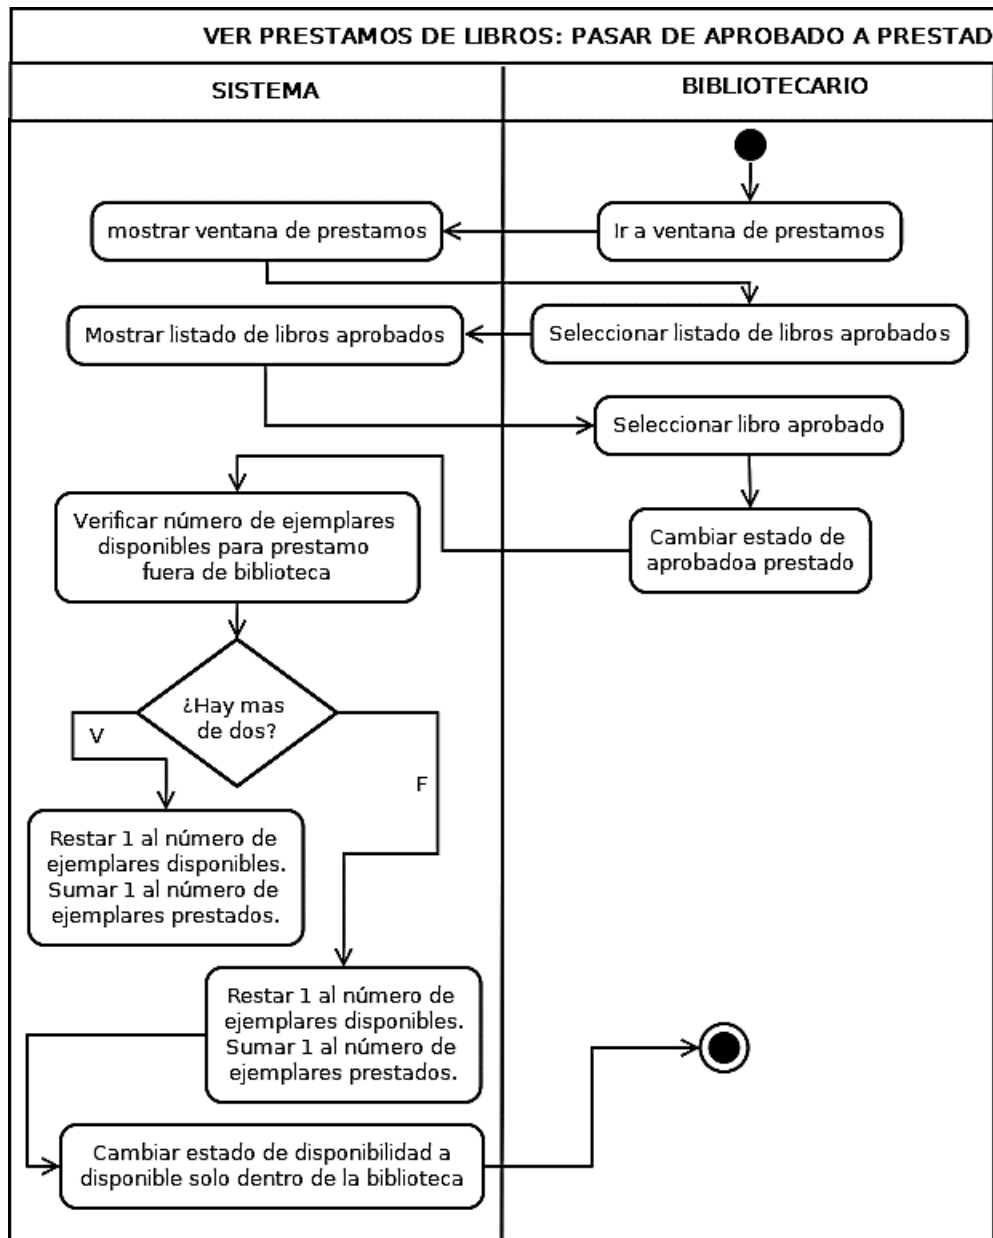 VER PRESTAMOS DE LIBROS: PASAR DE APROBADO A PRESTAD
SISTEMA
BIBLIOTECARIO
mostrar ventana de prestamos
Ir a ventana de prestamos
Mostrar listado de libros aprobados
Seleccionar listado de libros aprobados
Seleccionar libro aprobado
Verificar número de ejemplares
disponibles para prestamo
fuera de biblioteca
Cambiar estado de
aprobadoa prestado
¿Hay mas
de dos?
V
F
Restar 1 al número de
ejemplares disponibles.
Sumar 1 al número de
ejemplares prestados.
Restar 1 al número de
ejemplares disponibles.
Sumar 1 al número de
ejemplares prestados.
Cambiar estado de disponibilidad a
disponible solo dentro de la biblioteca